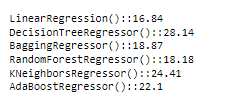 LinearRegression()::16.84
DecisionTreeRegressor()::28.14
BaggingRegressor()::18.87
RandomForestRegressor()::18.18
KNeighborsRegressor()::24.41
AdaBoostRegressor()::22.1